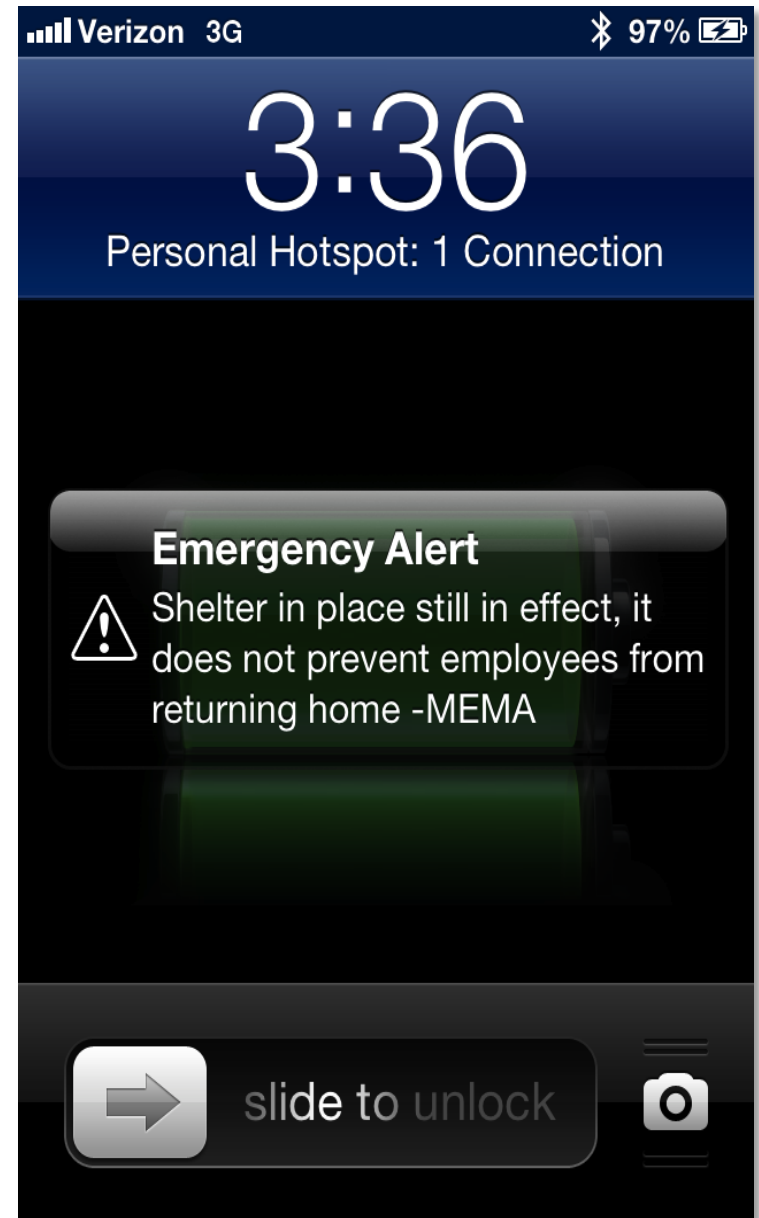 Verizon 3G 97%
3:36
Personal Hotspot: 1 Connection
Emergency Alert
Shelter in place still in effect, it
does not prevent employees from
returning home -MEMA
slide to unlock